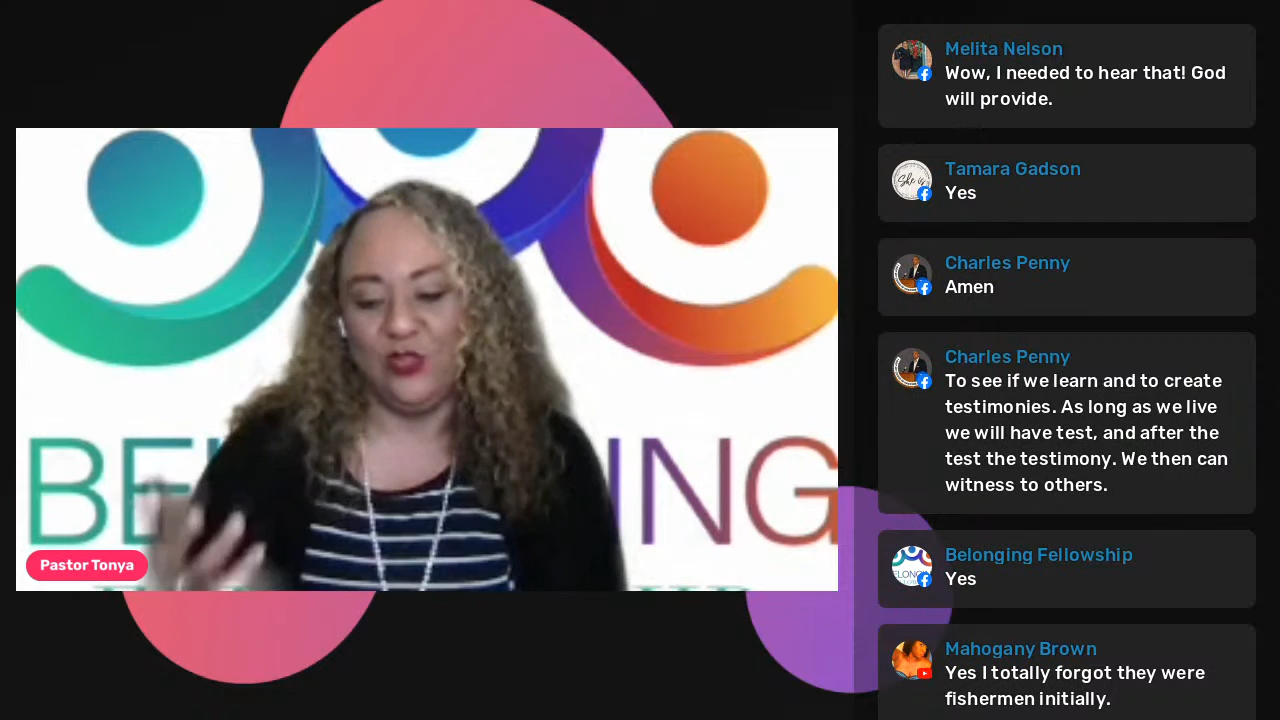 BE
ING
Pastor Tonya
Melita Nelson
Wow, I needed to hear that! God
will provide.
Tamara Gadson
Yes
Charles Penny
Amen
Charles Penny
To see if we learn and to create
testimonies. As long as we live
we will have test, and after the
test the testimony. We then can
witness to others.
Belonging Fellowship
Yes
Mahogany Brown
Yes I totally forgot they were
fishermen initially.